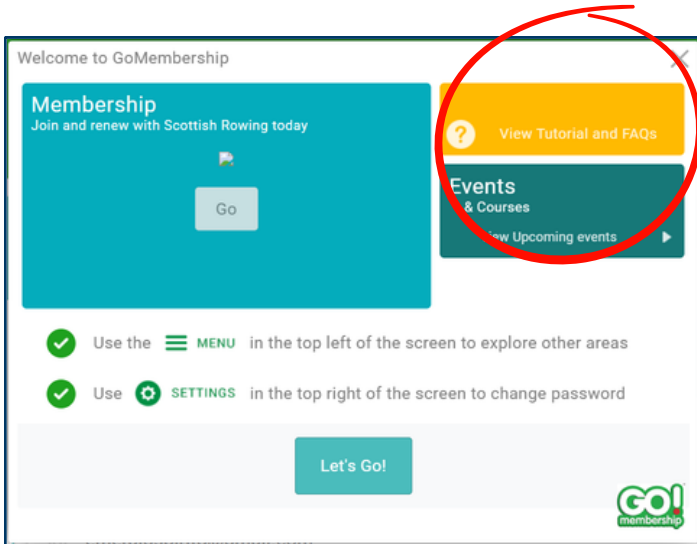 Welcome to GoMembership
Membership
Join and renew with Scottish Rowing today
Go
? View Tutorial and FAQs
Events
& Courses
View Upcoming events
Use the MENU in the top left of the screen to explore other areas
Use SETTINGS in the top right of the screen to change password
Let's Go!
GO!
membership